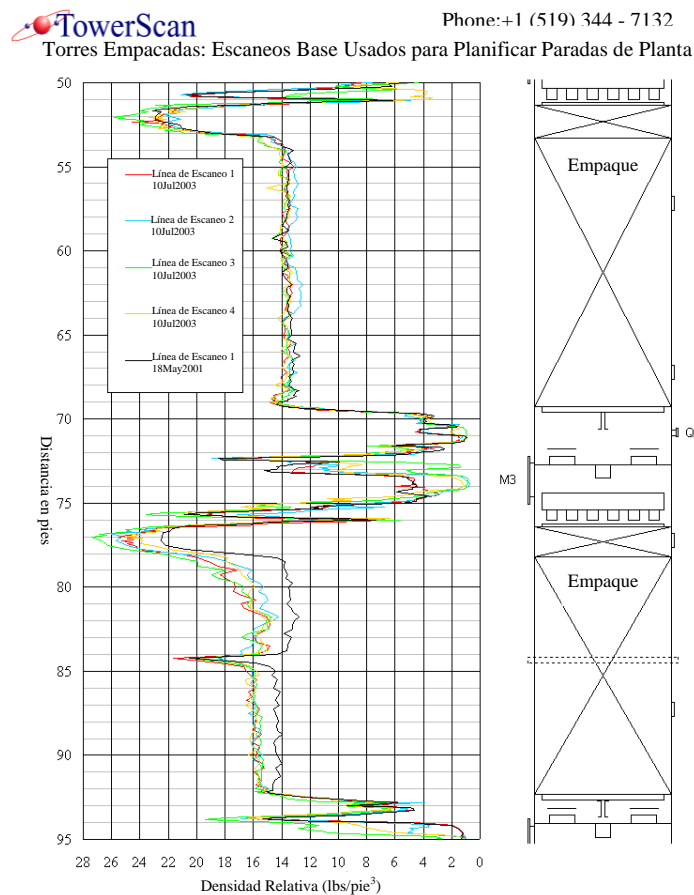 TowerScan
Phone:+1 (519) 344 - 7132
Torres Empacadas: Escaneos Base Usados para Planificar Paradas de Planta
50
55
60
65
70
75
80
85
90
95
Distancia en pies
Línea de Escaneo 1
10Jul2003
Línea de Escaneo 2
10Jul2003
Línea de Escaneo 3
10Jul2003
Línea de Escaneo 4
10Jul2003
Línea de Escaneo 1
18May2001
28 26 24 22 20 18 16 14 12 10 8 6 4 2 0
Densidad Relativa (lbs/pie³)
Empaque
Q
M3
Empaque